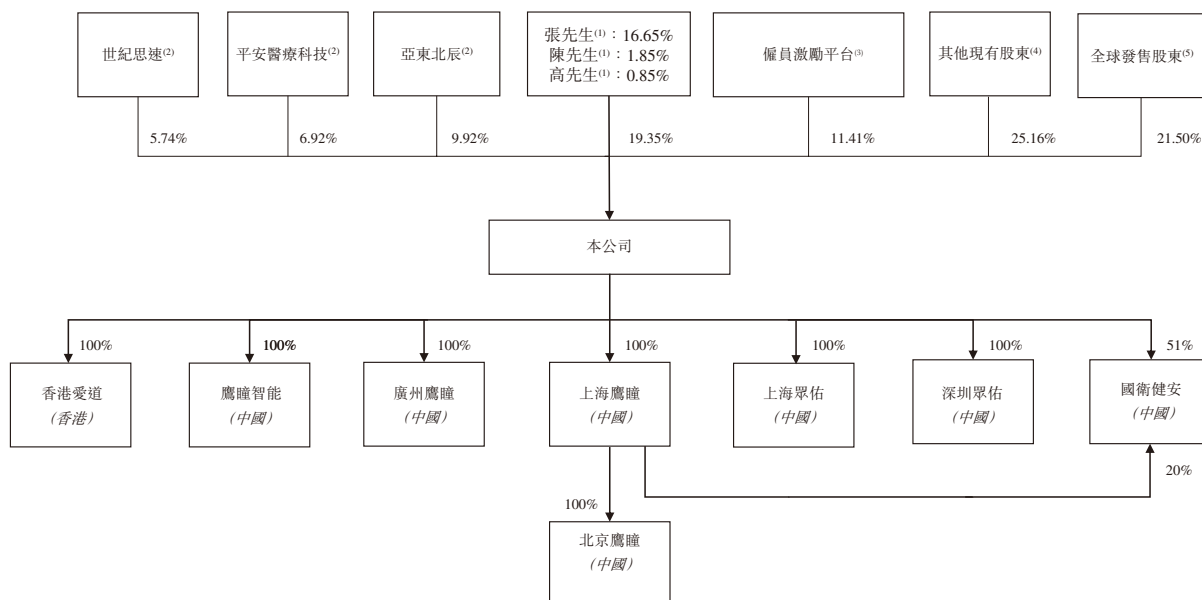 世紀思速(2)
平安醫療科技(2)
亞東北辰(2)
張先生(1)：16.65%
陳先生(1)：1.85%
高先生(1)：0.85%
僱員激勵平台(3)
其他現有股東(4)
全球發售股東(5)
5.74%
6.92%
9.92%
19.35%
11.41%
25.16%
21.50%
本公司
100%
100%
100%
100%
100%
100%
51%
香港愛道
（香港）
鷹瞳智能
（中國）
廣州鷹瞳
（中國）
上海鷹瞳
（中國）
上海眾佑
（中國）
深圳眾佑
（中國）
國衛健安
（中國）
20%
100%
北京鷹瞳
（中國）